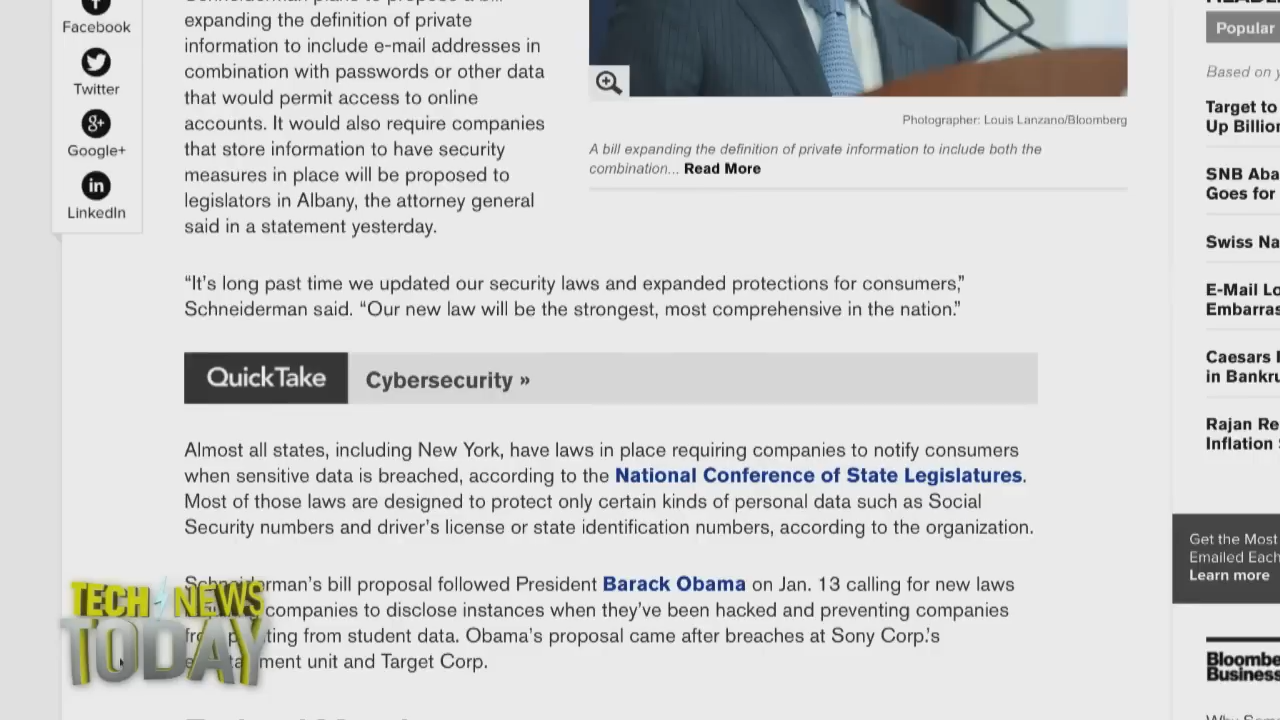 Facebook
Twitter
Google+
LinkedIn
Schneiderman plans to propose a bill
expanding the definition of private
information to include e-mail addresses in
combination with passwords or other data
that would permit access to online
accounts. It would also require companies
that store information to have security
measures in place will be proposed to
legislators in Albany, the attorney general
said in a statement yesterday.
Photographer: Louis Lanzano/Bloomberg
A bill expanding the definition of private information to include both the
combination... Read More
“It’s long past time we updated our security laws and expanded protections for consumers,”
Schneiderman said. “Our new law will be the strongest, most comprehensive in the nation.”
QuickTake Cybersecurity »
Almost all states, including New York, have laws in place requiring companies to notify consumers
when sensitive data is breached, according to the National Conference of State Legislatures.
Most of those laws are designed to protect only certain kinds of personal data such as Social
Security numbers and driver’s license or state identification numbers, according to the organization.
Schneiderman’s bill proposal followed President Barack Obama on Jan. 13 calling for new laws
companies to disclose instances when they’ve been hacked and preventing companies
from ting from student data. Obama’s proposal came after breaches at Sony Corp.’s
ment unit and Target Corp.
TECH NEWS
TODAY
Popular
Based on
Target to
Up Billion
SNB Aba
Goes for
Swiss Na
E-Mail Lo
Embarras
Caesars
in Bankru
Rajan Re
Inflation
Get the Most
Emailed Each
Learn more
Bloombe
Business